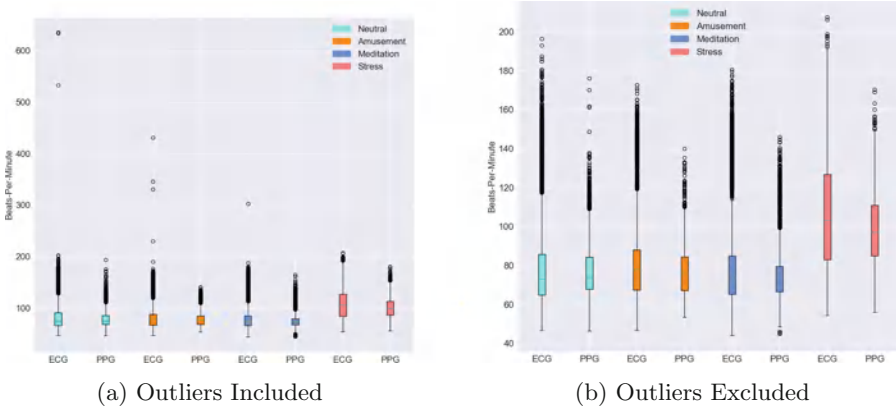 Beats-Per-Minute
600
500
400
300
200
100
Neutral
Amusement
Meditation
Stress
ECG PPG ECG PPG ECG PPG ECG PPG
(a) Outliers Included
Beats-Per-Minute
200
180
160
140
120
100
80
60
40
Neutral
Amusement
Meditation
Stress
ECG PPG ECG PPG ECG PPG ECG PPG
(b) Outliers Excluded